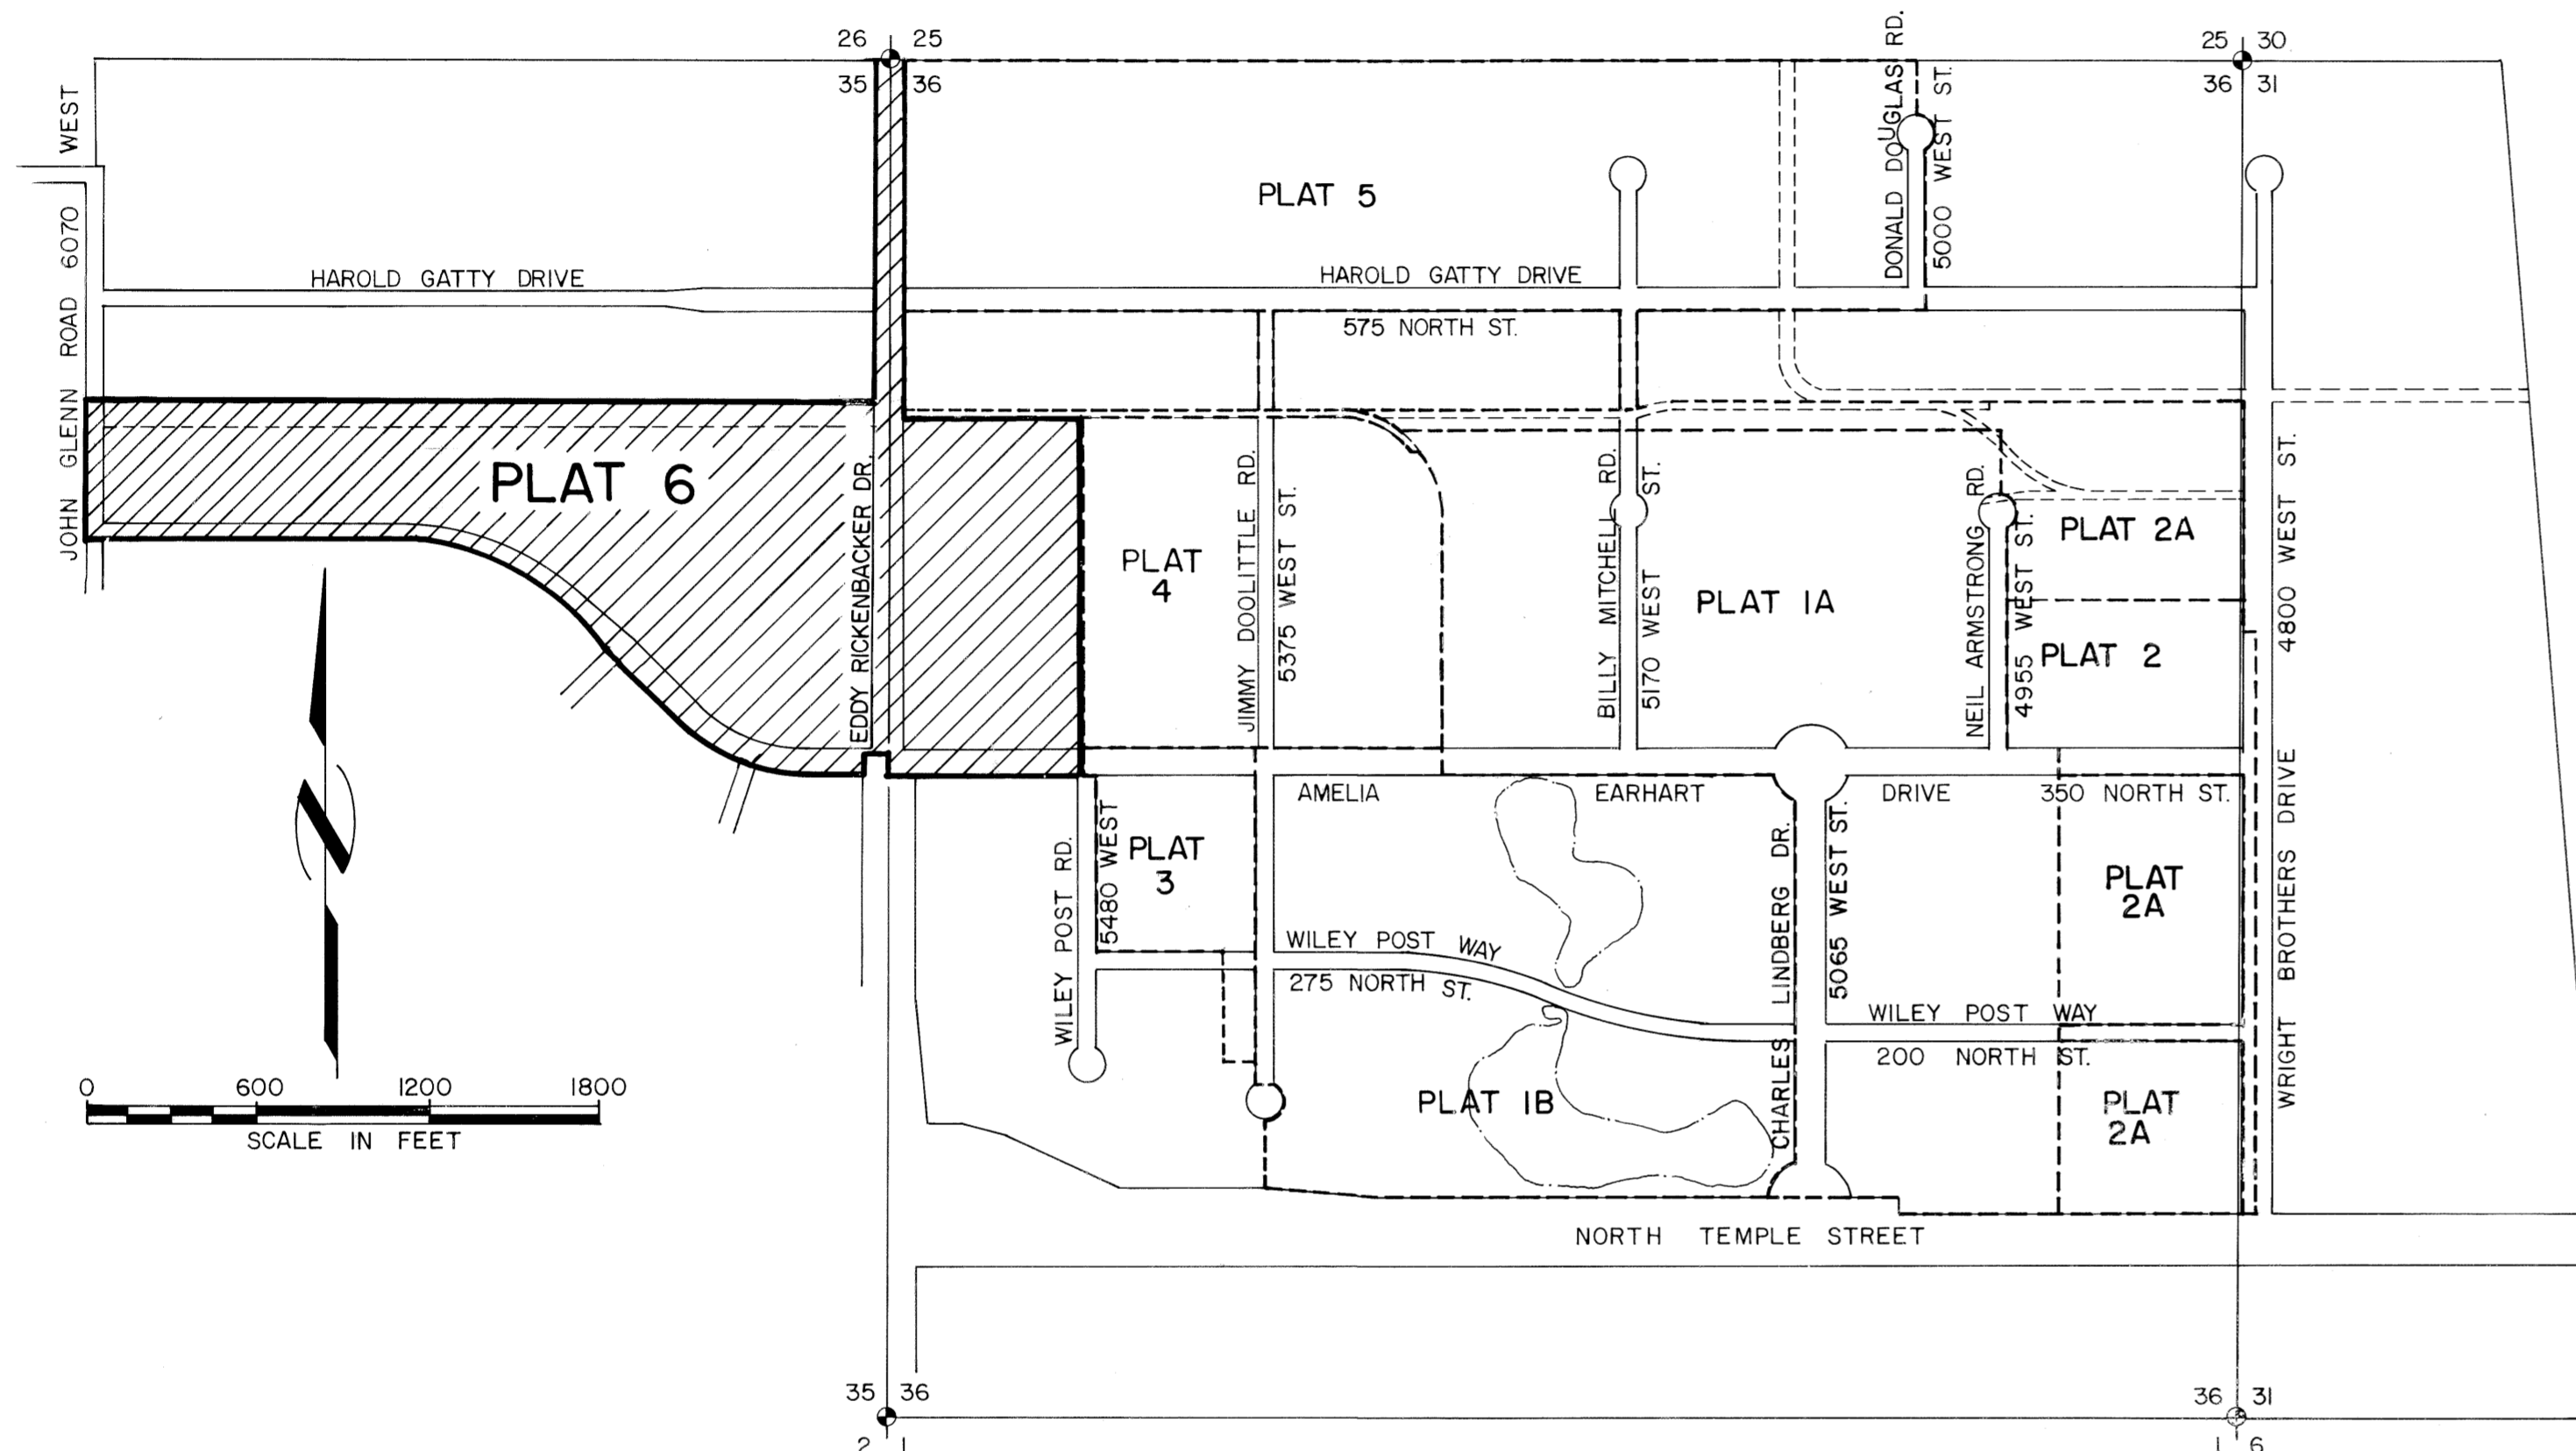 26 25
35 36
25 30
36 31
JOHN GLENN ROAD 6070 WEST
PLAT 5
DONALD DOUGLAS RD.
5000 WEST ST.
HAROLD GATTY DRIVE
HAROLD GATTY DRIVE
575 NORTH ST.
PLAT 6
EDDY RICKENBACKER DR.
PLAT
4
JIMMY DOOLITTLE RD.
5375 WEST ST.
BILLY MITCHELL RD.
5170 WEST ST.
PLAT 1A
NEIL ARMSTRONG RD.
4955 WEST ST.
PLAT 2A
PLAT 2
WRIGHT BROTHERS DRIVE 4800 WEST ST.
AMELIA EARHART DRIVE 350 NORTH ST.
WILEY POST RD.
5480 WEST
PLAT
3
WILEY POST WAY
275 NORTH ST.
CHARLES LINDBERG DR.
5065 WEST ST.
PLAT
2A
WILEY POST WAY
200 NORTH ST.
PLAT 1B
PLAT
2A
0 600 1200 1800
SCALE IN FEET
NORTH TEMPLE STREET
35 36
2 1
36 31
1 6